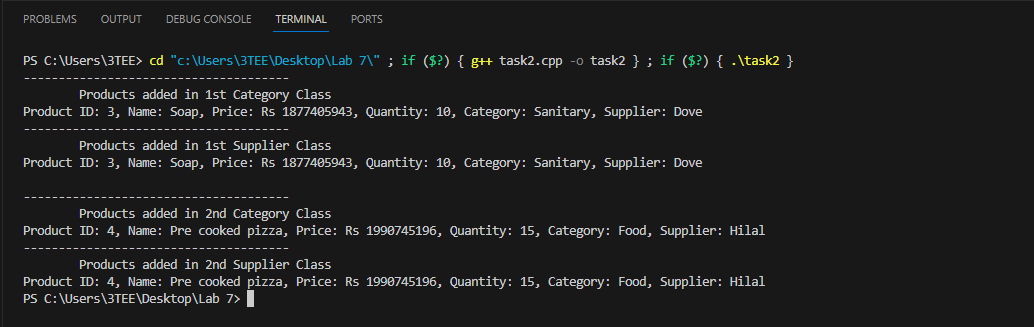 PROBLEMS OUTPUT DEBUG CONSOLE TERMINAL PORTS
PS C:\Users\3TEE> cd "c:\Users\3TEE\Desktop\Lab 7\" ; if ($?) { g++ task2.cpp -o task2 } ; if ($?) { .\task2 }
--------------------------------------
Products added in 1st Category Class
Product ID: 3, Name: Soap, Price: Rs 1877405943, Quantity: 10, Category: Sanitary, Supplier: Dove
--------------------------------------
Products added in 1st Supplier Class
Product ID: 3, Name: Soap, Price: Rs 1877405943, Quantity: 10, Category: Sanitary, Supplier: Dove
--------------------------------------
Products added in 2nd Category Class
Product ID: 4, Name: Pre cooked pizza, Price: Rs 1990745196, Quantity: 15, Category: Food, Supplier: Hilal
--------------------------------------
Products added in 2nd Supplier Class
Product ID: 4, Name: Pre cooked pizza, Price: Rs 1990745196, Quantity: 15, Category: Food, Supplier: Hilal
PS C:\Users\3TEE\Desktop\Lab 7>